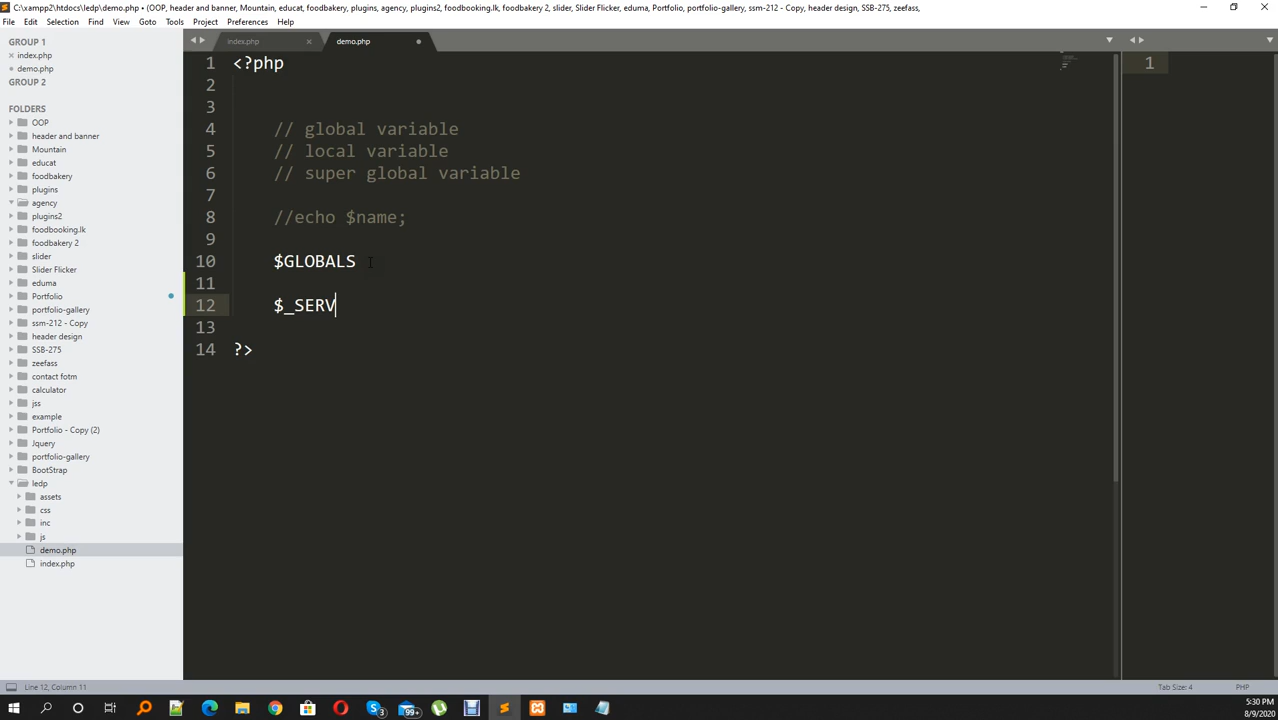 C:\xampp2\htdocs\ledp\demo.php • (OOP, header and banner, Mountain, educat, foodbakery, plugins, agency, plugins2, foodbooking.lk, foodbakery 2, slider, Slider Flicker, eduma, Portfolio, portfolio-gallery, ssm-212 - Copy, header design, SSB-275, zeefass,
File Edit Selection Find View Goto Tools Project Preferences Help
GROUP 1
index.php
demo.php
GROUP 2
FOLDERS
OOP
header and banner
Mountain
educat
foodbakery
plugins
agency
plugins2
foodbooking.lk
foodbakery 2
slider
Slider Flicker
eduma
Portfolio
portfolio-gallery
ssm-212 - Copy
header design
SSB-275
zeefass
contact fotm
calculator
jss
example
Portfolio - Copy (2)
Jquery
portfolio-gallery
BootStrap
ledp
assets
css
inc
js
demo.php
index.php
index.php
demo.php
1 <?php
2
3
4 // global variable
5 // local variable
6 // super global variable
7
8 //echo $name;
9
10 $GLOBALS
11
12 $_SERV
13
14 ?>
1
Line 12, Column 11
Tab Size: 4
PHP
3
99+
5:30 PM
8/9/2020